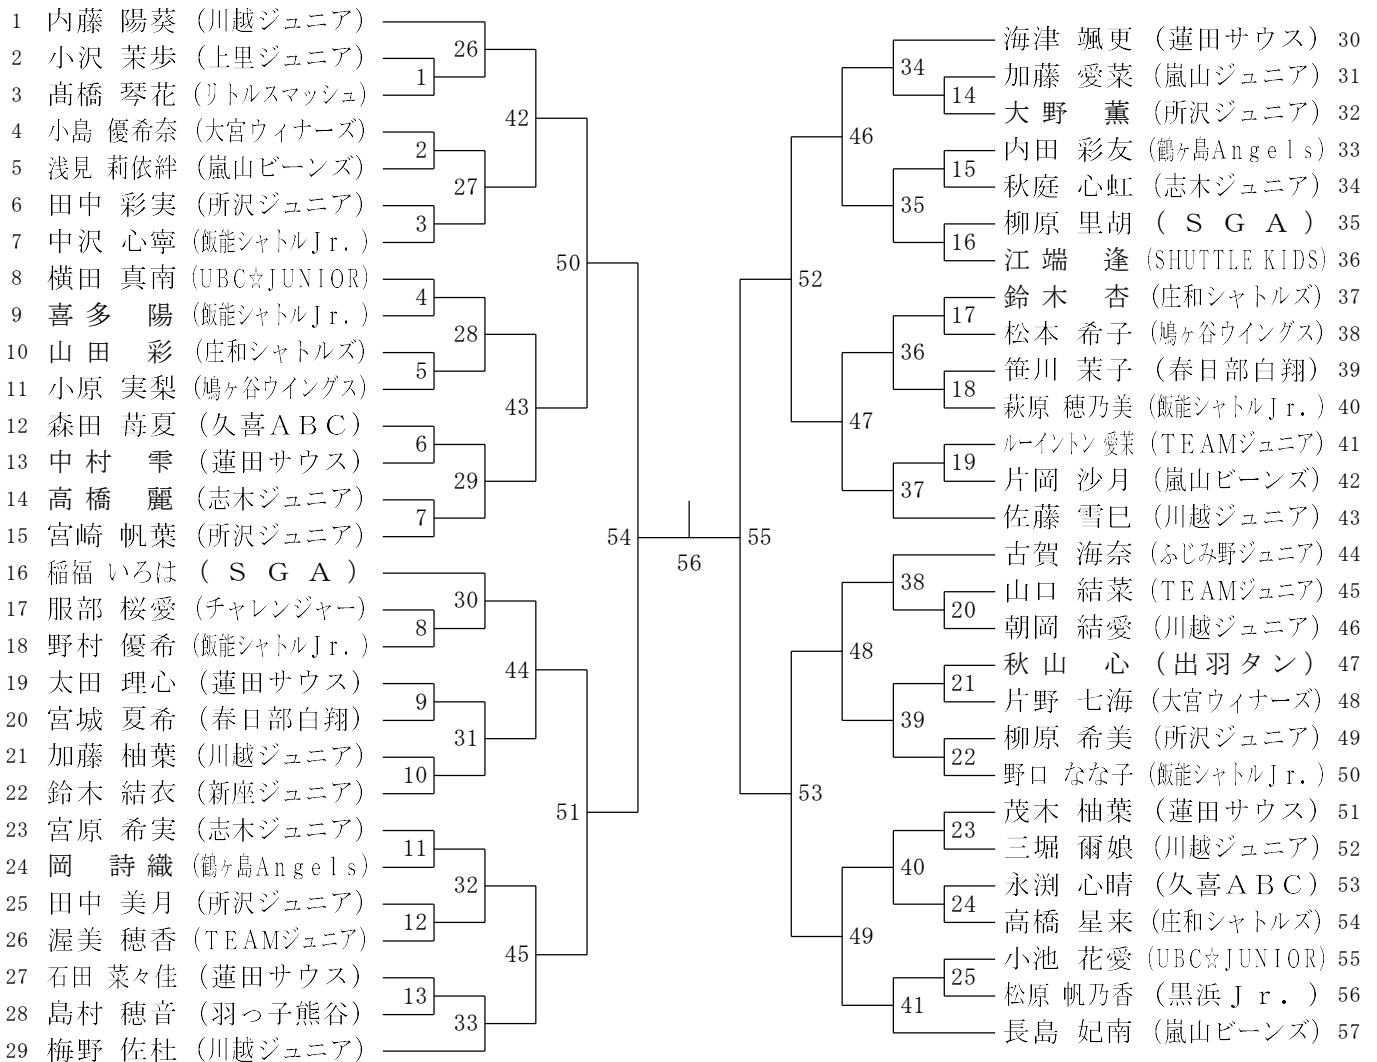 1 内藤 陽葵 (川越ジュニア)
2 小沢 茉歩 (上里ジュニア)
3 髙橋 琴花 (リトルスマッシュ)
4 小島 優希奈 (大宮ウィナーズ)
5 浅見 莉依絆 (嵐山ビーンズ)
6 田中 彩実 (所沢ジュニア)
7 中沢 心寧 (飯能シャトルJr.)
8 横田 真南 (UBC☆JUNIOR)
9 喜多 陽 (飯能シャトルJr.)
10 山田 彩 (庄和シャトルズ)
11 小原 実梨 (鳩ヶ谷ウイングス)
12 森田 苺夏 (久喜ABC)
13 中村 雫 (蓮田サウス)
14 高橋 麗 (志木ジュニア)
15 宮崎 帆葉 (所沢ジュニア)
16 稲福 いろは (SGA)
17 服部 桜愛 (チャレンジャー)
18 野村 優希 (飯能シャトルJr.)
19 太田 理心 (蓮田サウス)
20 宮城 夏希 (春日部白翔)
21 加藤 柚葉 (川越ジュニア)
22 鈴木 結衣 (新座ジュニア)
23 宮原 希実 (志木ジュニア)
24 岡 詩織 (鶴ヶ島Angels)
25 田中 美月 (所沢ジュニア)
26 渥美 穂香 (TEAMジュニア)
27 石田 菜々佳 (蓮田サウス)
28 島村 穂音 (羽っ子熊谷)
29 梅野 佐杜 (川越ジュニア)
1
2
3
4
5
6
7
8
9
10
11
12
13
26
27
28
29
30
31
32
33
42
43
44
45
50
51
54
56
55
52
53
46
47
48
49
34
35
36
37
38
39
40
41
14
15
16
17
18
19
20
21
22
23
24
25
海津 颯更 (蓮田サウス) 30
加藤 愛菜 (嵐山ジュニア) 31
大野 薫 (所沢ジュニア) 32
内田 彩友 (鶴ヶ島Angels) 33
秋庭 心虹 (志木ジュニア) 34
柳原 里胡 (SGA) 35
江端 逢 (SHUTTLE KIDS) 36
鈴木 杏 (庄和シャトルズ) 37
松本 希子 (鳩ヶ谷ウイングス) 38
笹川 茉子 (春日部白翔) 39
萩原 穂乃美 (飯能シャトルJr.) 40
ルーイントン 愛茉 (TEAMジュニア) 41
片岡 沙月 (嵐山ビーンズ) 42
佐藤 雪巳 (川越ジュニア) 43
古賀 海奈 (ふじみ野ジュニア) 44
山口 結菜 (TEAMジュニア) 45
朝岡 結愛 (川越ジュニア) 46
秋山 心 (出羽タン) 47
片野 七海 (大宮ウィナーズ) 48
柳原 希美 (所沢ジュニア) 49
野口 なな子 (飯能シャトルJr.) 50
茂木 柚葉 (蓮田サウス) 51
三堀 爾娘 (川越ジュニア) 52
永渕 心晴 (久喜ABC) 53
高橋 星来 (庄和シャトルズ) 54
小池 花愛 (UBC☆JUNIOR) 55
松原 帆乃香 (黒浜Jr.) 56
長島 妃南 (嵐山ビーンズ) 57